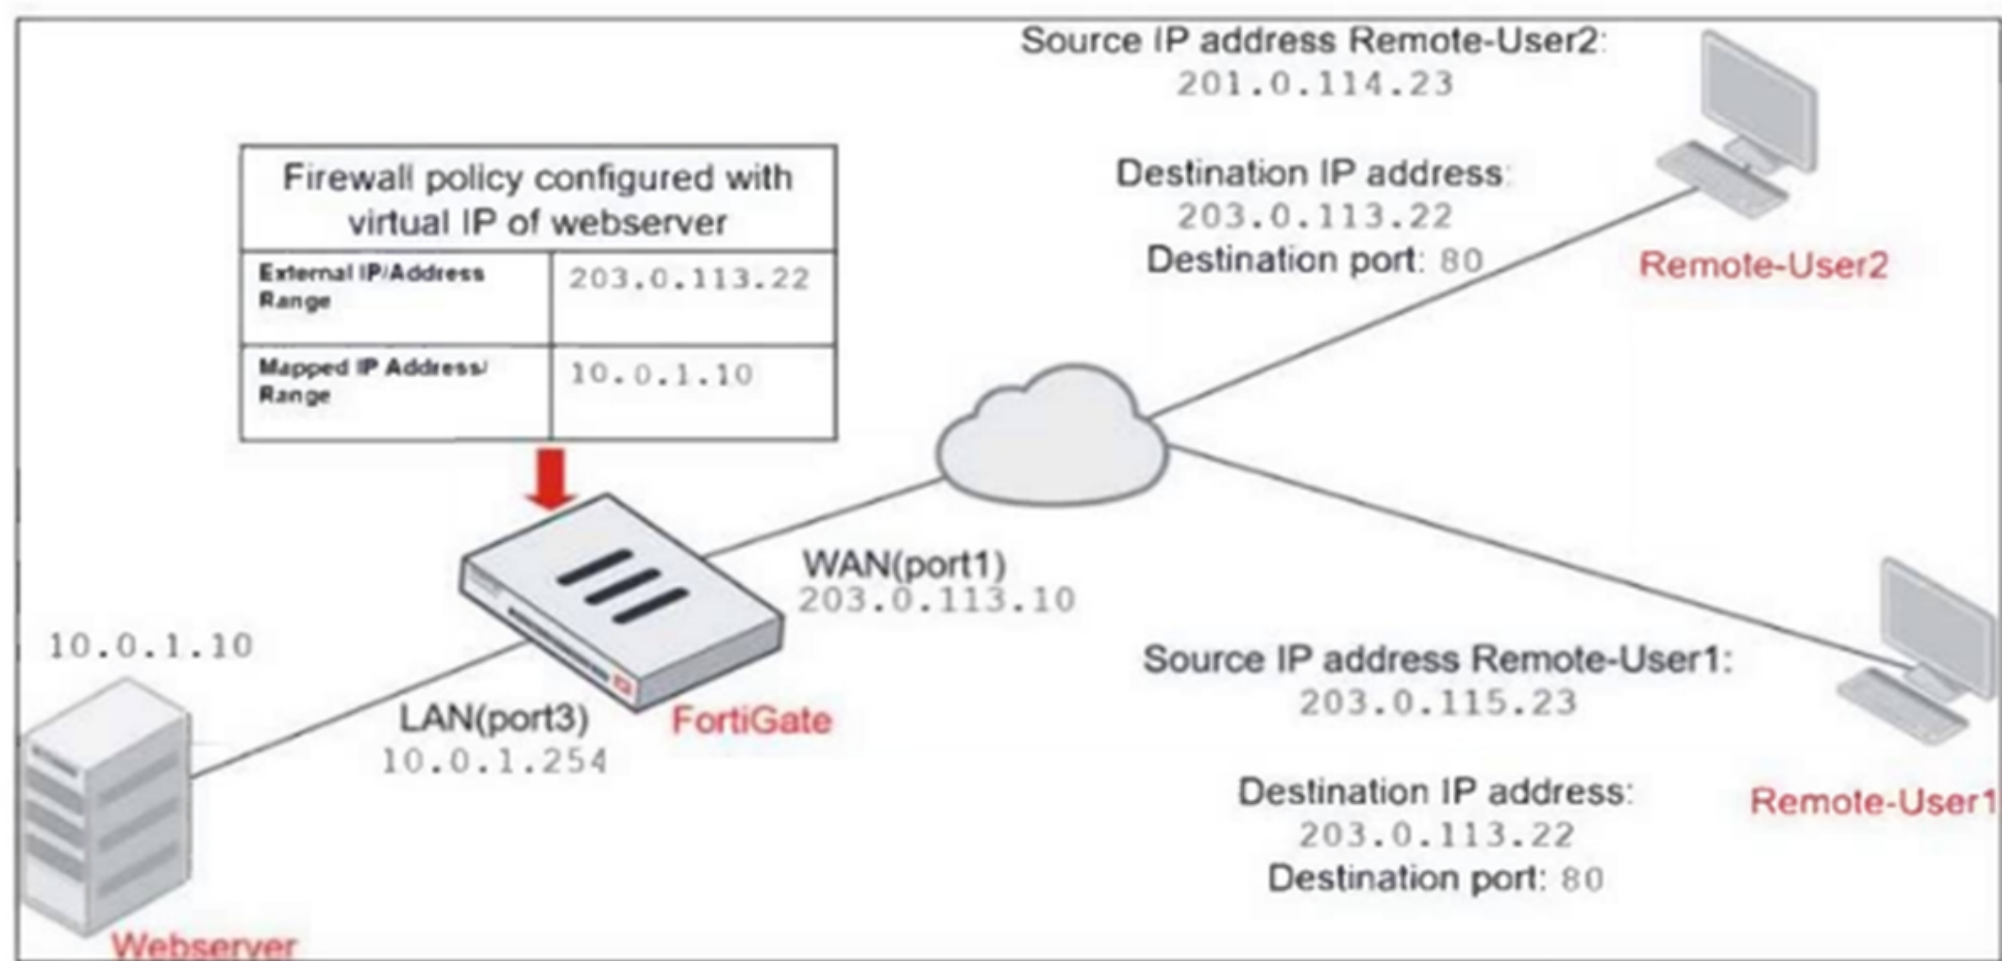 Source IP address Remote-User2:
201.0.114.23
Destination IP address:
203.0.113.22
Destination port: 80
Remote-User2
Firewall policy configured with
virtual IP of webserver
External IP/Address
Range
203.0.113.22
Mapped IP Address/
Range
10.0.1.10
WAN(port1)
203.0.113.10
10.0.1.10
LAN(port3)
10.0.1.254
FortiGate
Source IP address Remote-User1:
203.0.115.23
Destination IP address:
203.0.113.22
Destination port: 80
Remote-User1
Webserver